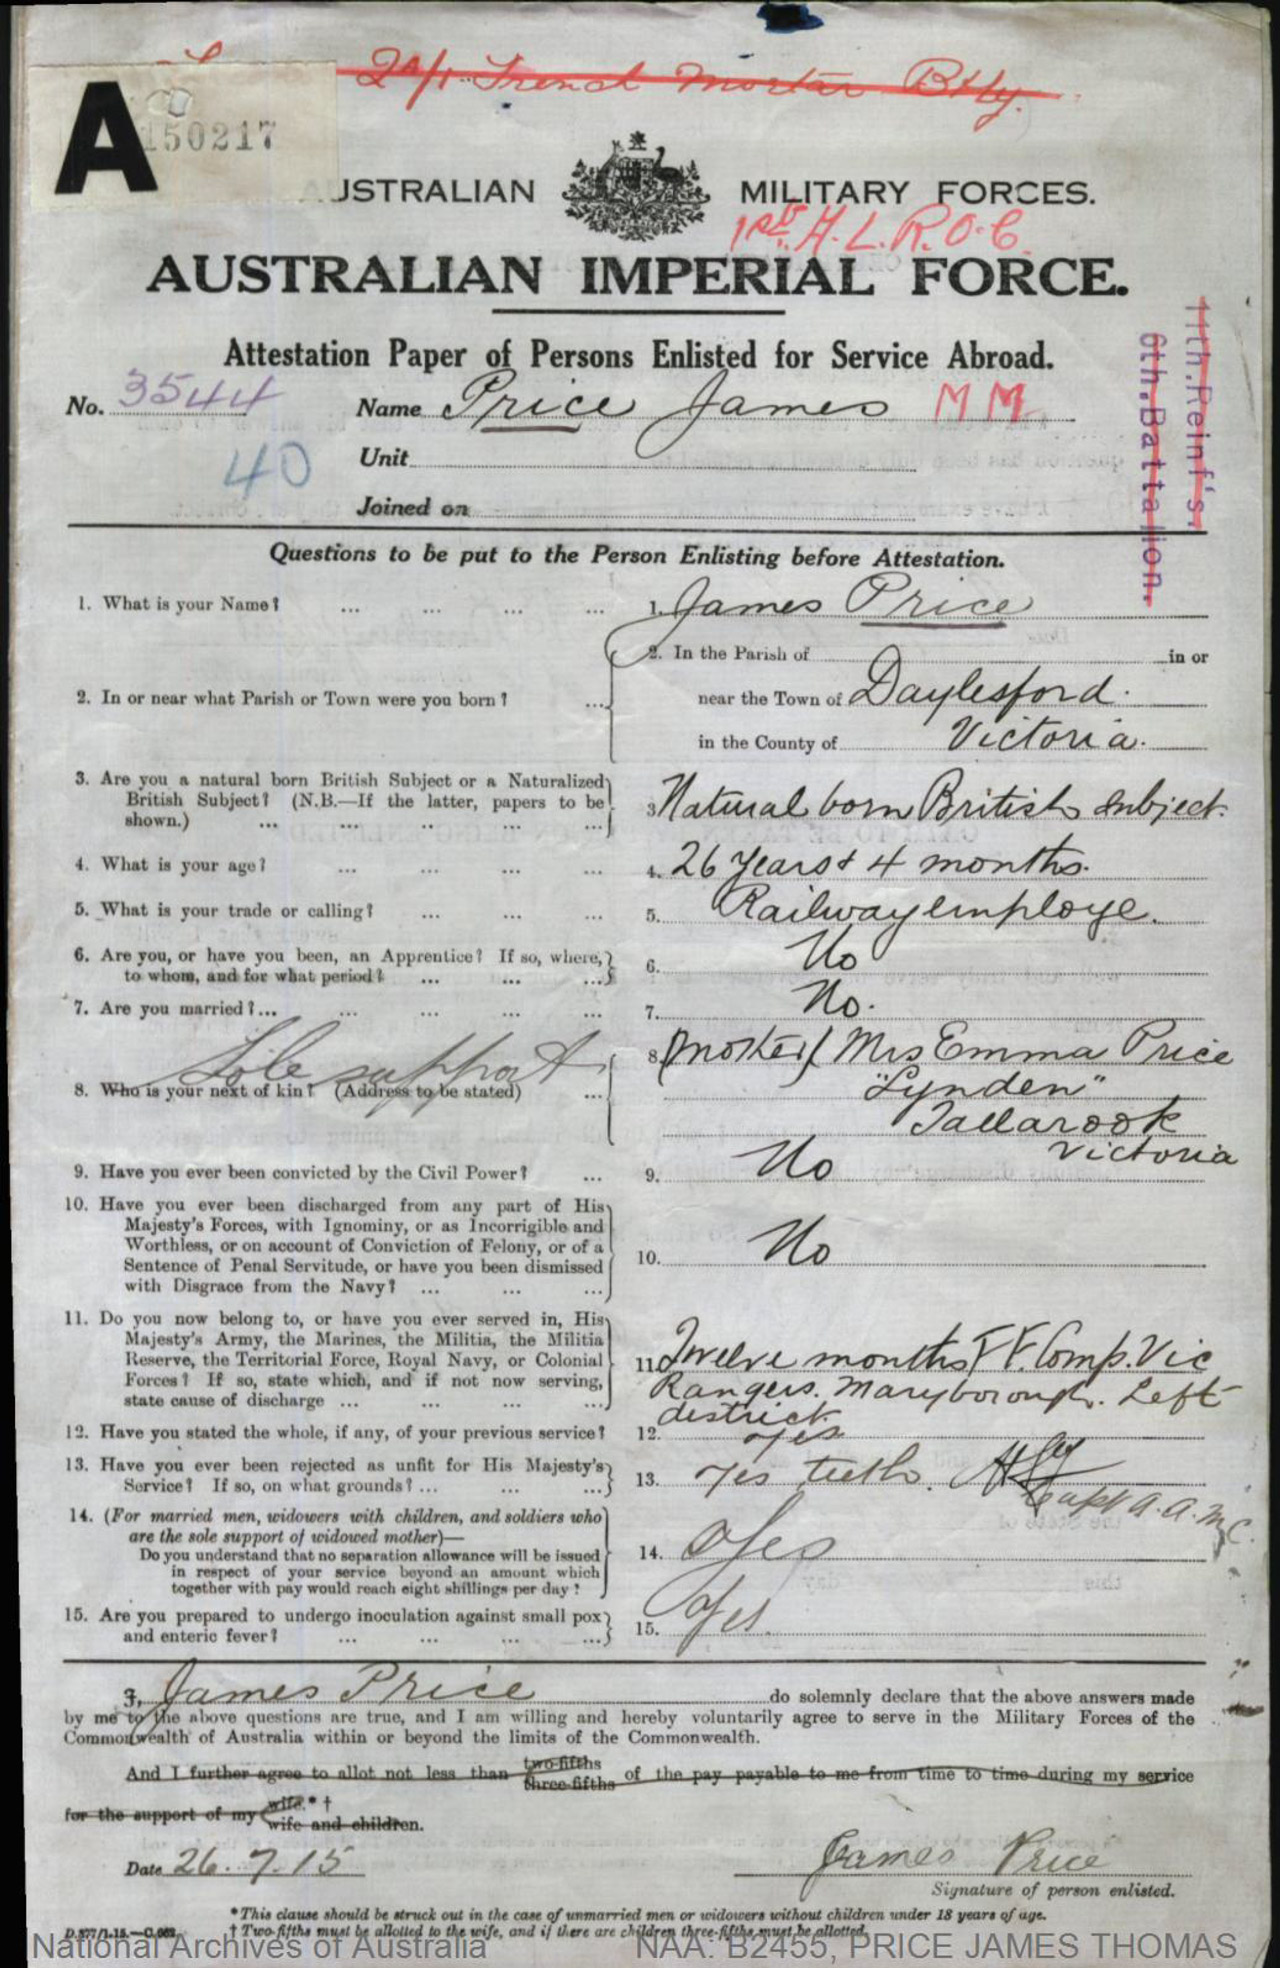 2nd/1 Trench Mortar Bty.
A
150217
AUSTRALIAN MILITARY FORCES.
1st A.L.R.O.C.
AUSTRALIAN IMPERIAL FORCE.
Attestation Paper of Persons Enlisted for Service Abroad.
11th.Reinf's.
6th.Battalion.
No. 3544 Name Price James MM
40 Unit
Joined on
Questions to be put to the Person Enlisting before Attestation.
1. What is your Name? ... ... ... ... 1. James Price
2. In or near what Parish or Town were you born? ... 2. In the Parish of in or
near the Town of Daylesford.
in the County of Victoria.
3. Are you a natural born British Subject or a Naturalized
British Subject? (N.B.—If the latter, papers to be
shown.) ... ... ... ... ... 3 Natural born British Subject.
4. What is your age? ... ... ... ... 4. 26 Years & 4 months.
5. What is your trade or calling? ... ... ... 5. Railway employe.
6. Are you, or have you been, an Apprentice? If so, where,
to whom, and for what period? ... ... ... 6. No
7. Are you married?... ... ... ... ... 7. No.
Sole support
8. Who is your next of kin? (Address to be stated) ... 8. (Mother) Mrs Emma Price
"Lynden"
Tallarook
Victoria
9. Have you ever been convicted by the Civil Power? ... 9. No
10. Have you ever been discharged from any part of His
Majesty's Forces, with Ignominy, or as Incorrigible and
Worthless, or on account of Conviction of Felony, or of a
Sentence of Penal Servitude, or have you been dismissed
with Disgrace from the Navy? ... ... ... 10. No
11. Do you now belong to, or have you ever served in, His
Majesty's Army, the Marines, the Militia, the Militia
Reserve, the Territorial Force, Royal Navy, or Colonial
Forces? If so, state which, and if not now serving,
state cause of discharge ... ... ... 11. Twelve months F F. Comp. Vic
Rangers. Maryborough. Left
district
12. Have you stated the whole, if any, of your previous service? 12. Yes
13. Have you ever been rejected as unfit for His Majesty's
Service? If so, on what grounds? ... ... ... 13. Yes teeth.
Capt A.A.M.C.
14. (For married men, widowers with children, and soldiers who
are the sole support of widowed mother)—
Do you understand that no separation allowance will be issued
in respect of your service beyond an amount which
together with pay would reach eight shillings per day? 14. Yes
15. Are you prepared to undergo inoculation against small pox
and enteric fever? ... ... ... ... 15. Yes.
I, James Price do solemnly declare that the above answers made
by me to the above questions are true, and I am willing and hereby voluntarily agree to serve in the Military Forces of the
Commonwealth of Australia within or beyond the limits of the Commonwealth.
And I further agree to allot not less than two-fifths three-fifths of the pay payable to me from time to time during my service
for the support of my wife.*† wife and children.
Date 26.7.15 James Price
Signature of person enlisted.
*This clause should be struck out in the case of unmarried men or widowers without children under 18 years of age.
D.377/1.15.—C.962. † Two-fifths must be allotted to the wife, and if there are children three-fifths must be allotted.
National Archives of Australia NAA: B2455, PRICE JAMES THOMAS